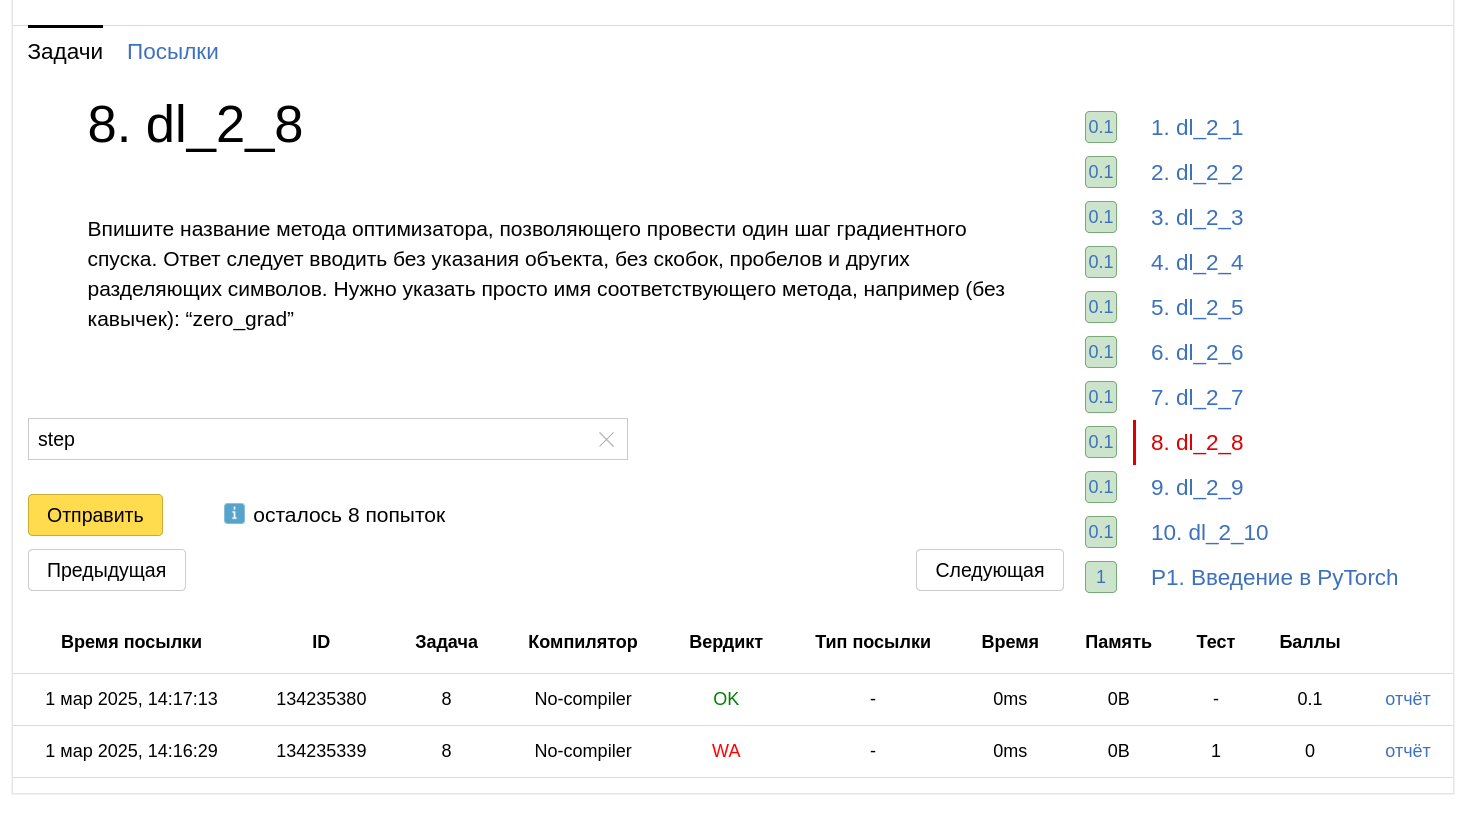 Задачи Посылки
8. dl_2_8
Впишите название метода оптимизатора, позволяющего провести один шаг градиентного
спуска. Ответ следует вводить без указания объекта, без скобок, пробелов и других
разделяющих символов. Нужно указать просто имя соответствующего метода, например (без
кавычек): “zero_grad”
step
Отправить осталось 8 попыток
Предыдущая Следующая
0.1 1. dl_2_1
0.1 2. dl_2_2
0.1 3. dl_2_3
0.1 4. dl_2_4
0.1 5. dl_2_5
0.1 6. dl_2_6
0.1 7. dl_2_7
0.1 8. dl_2_8
0.1 9. dl_2_9
0.1 10. dl_2_10
1 P1. Введение в PyTorch
Время посылки ID Задача Компилятор Вердикт Тип посылки Время Память Тест Баллы
1 мар 2025, 14:17:13 134235380 8 No-compiler OK - 0ms 0B - 0.1 отчёт
1 мар 2025, 14:16:29 134235339 8 No-compiler WA - 0ms 0B 1 0 отчёт